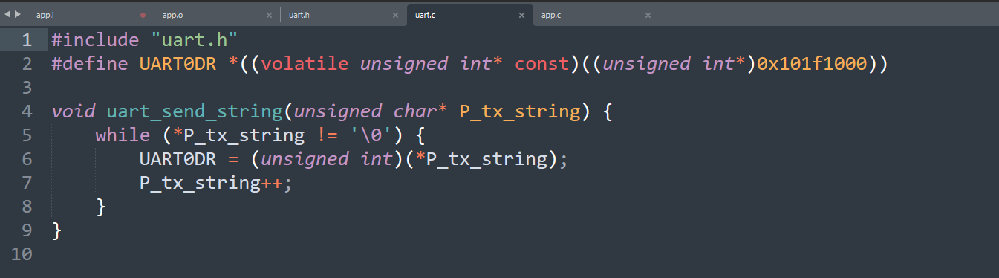 app.i app.o uart.h uart.c app.c
1 #include "uart.h"
2 #define UART0DR *((volatile unsigned int* const)((unsigned int*)0x101f1000))
3
4 void uart_send_string(unsigned char* P_tx_string) {
5     while (*P_tx_string != '\0') {
6         UART0DR = (unsigned int)(*P_tx_string);
7         P_tx_string++;
8     }
9 }
10